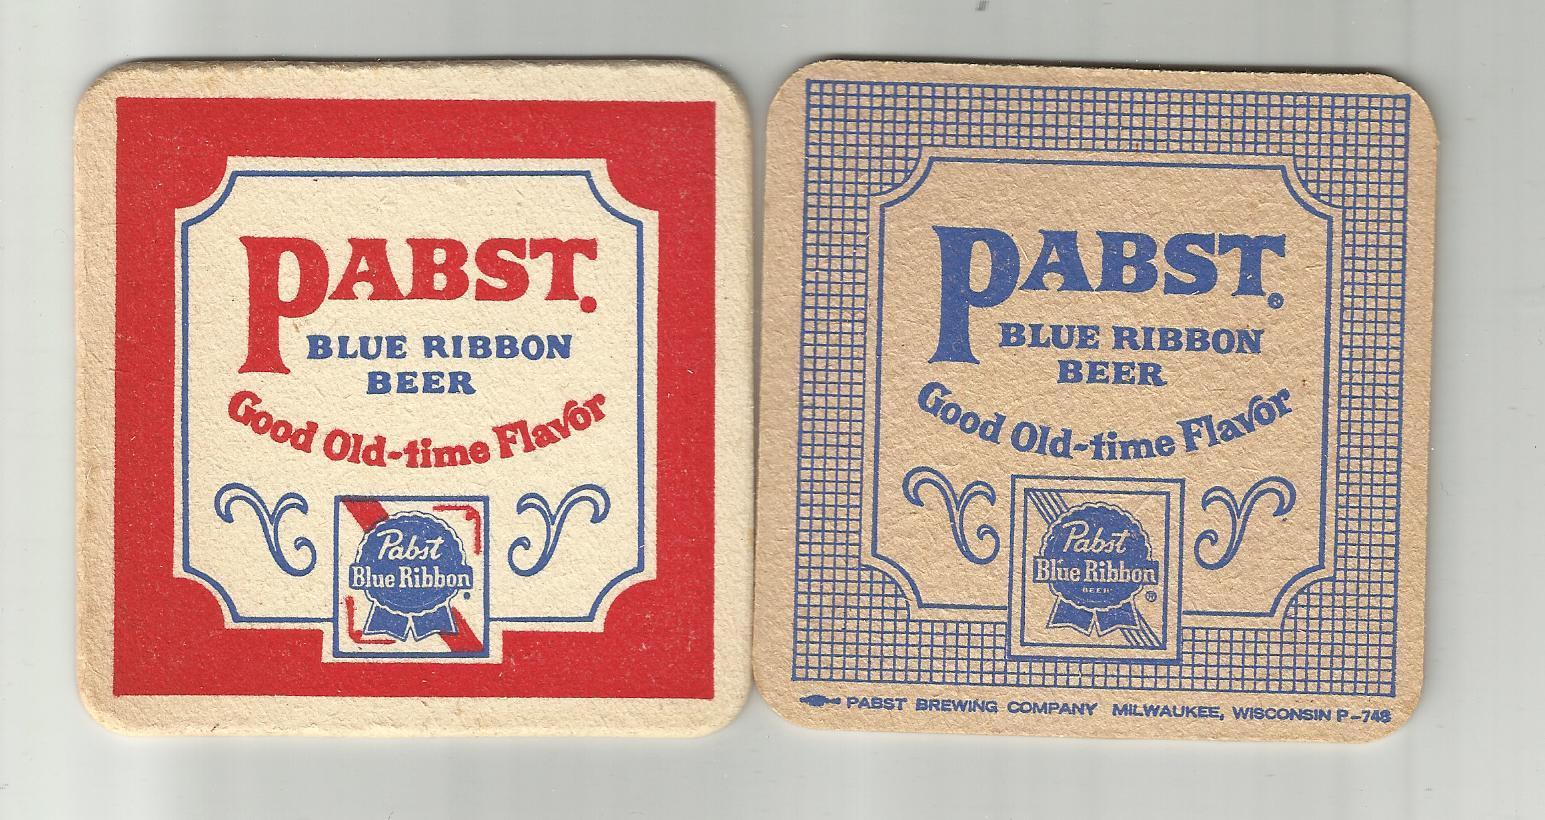 PABST.
BLUE RIBBON
BEER
Good Old-time Flavor
Pabst
Blue Ribbon
PABST®
BLUE RIBBON
BEER
Good Old-time Flavor
Pabst
Blue Ribbon®
BEER
PABST BREWING COMPANY MILWAUKEE, WISCONSIN P-748